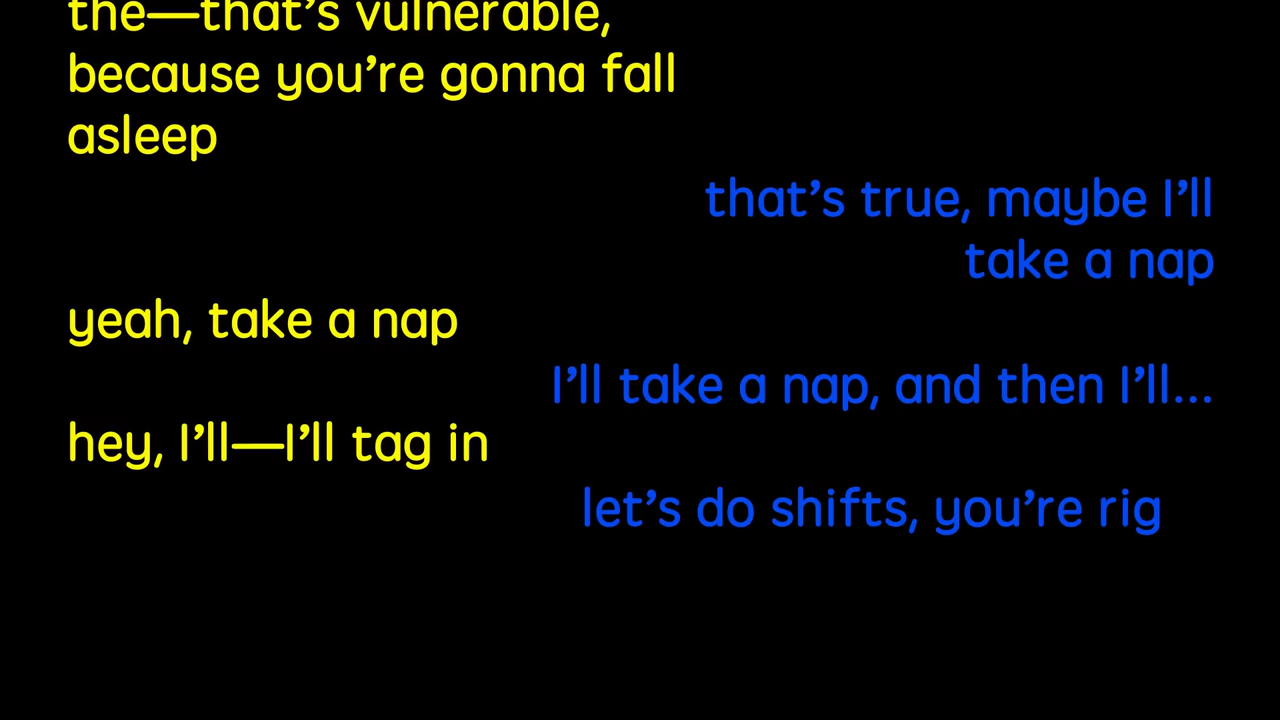 the—that’s vulnerable,
because you’re gonna fall
asleep
that’s true, maybe I’ll
take a nap
yeah, take a nap
I’ll take a nap, and then I’ll...
hey, I’ll—I’ll tag in
let’s do shifts, you’re rig